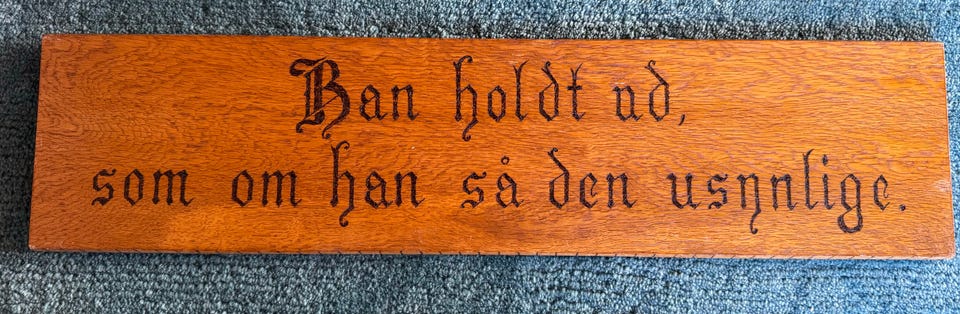 Han holdt ud,
som om han så den usynlige.